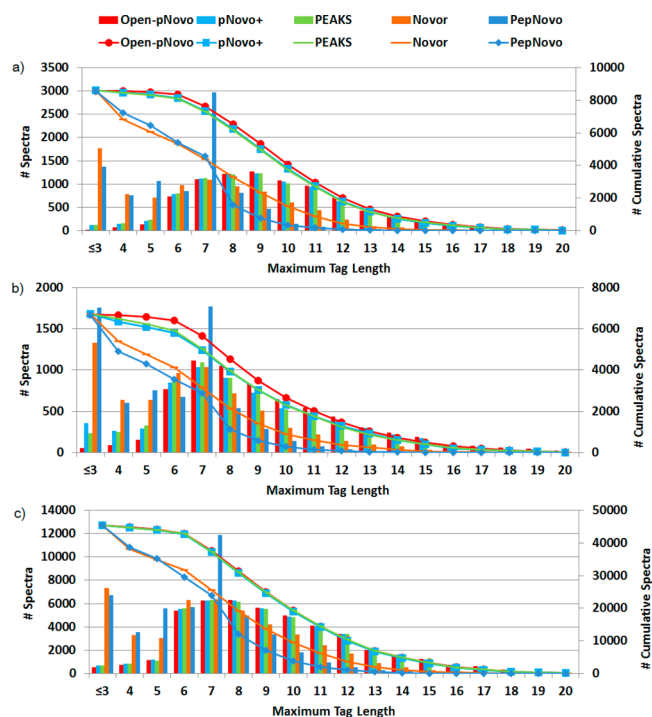 Open-pNovo pNovo+ PEAKS Novor PepNovo
Open-pNovo pNovo+ PEAKS Novor PepNovo
a)
3500 10000
3000
8000
2500
2000 6000
1500 4000
1000
2000
500
0 0
# Spectra
# Cumulative Spectra
≤3 4 5 6 7 8 9 10 11 12 13 14 15 16 17 18 19 20
Maximum Tag Length
b)
2000 7000
6000
1500 5000
4000
1000
3000
500 2000
1000
0 0
# Spectra
# Cumulative Spectra
≤3 4 5 6 7 8 9 10 11 12 13 14 15 16 17 18 19 20
Maximum Tag Length
c)
14000 50000
12000
40000
10000
8000 30000
6000
20000
4000
10000
2000
0 0
# Spectra
# Cumulative Spectra
≤3 4 5 6 7 8 9 10 11 12 13 14 15 16 17 18 19 20
Maximum Tag Length